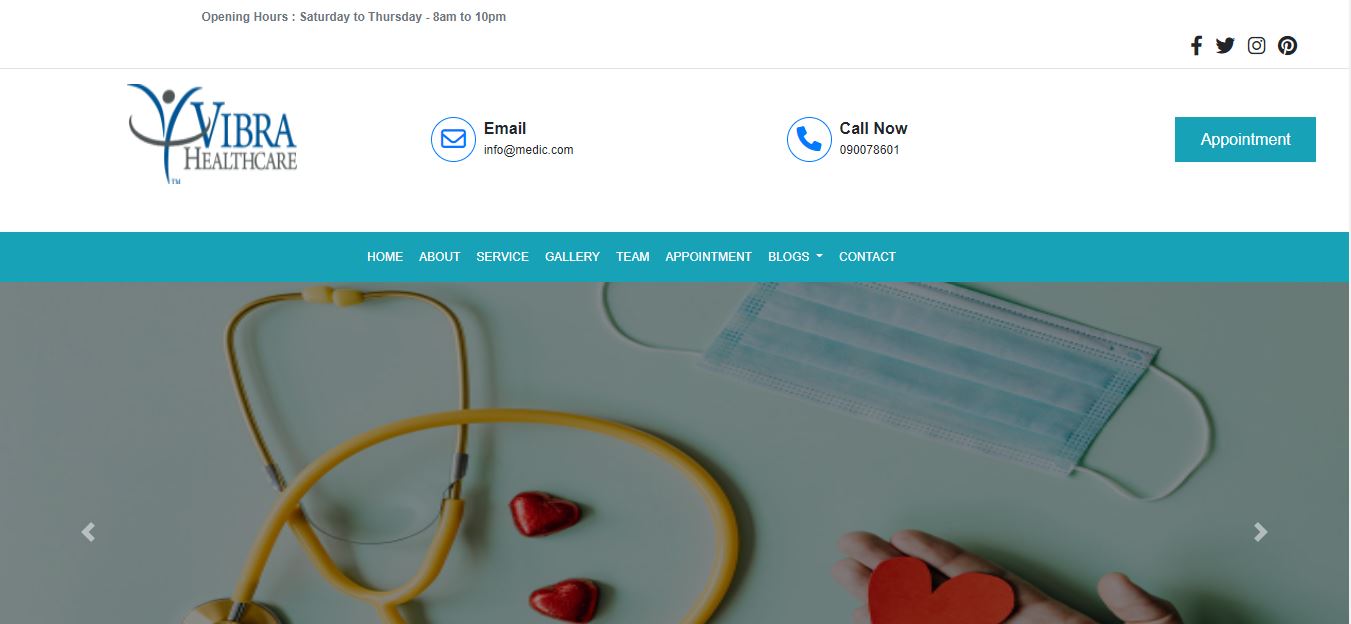 Opening Hours : Saturday to Thursday - 8am to 10pm
VIBRA
HEALTHCARE
TM
Email
info@medic.com
Call Now
090078601
Appointment
HOME ABOUT SERVICE GALLERY TEAM APPOINTMENT BLOGS CONTACT